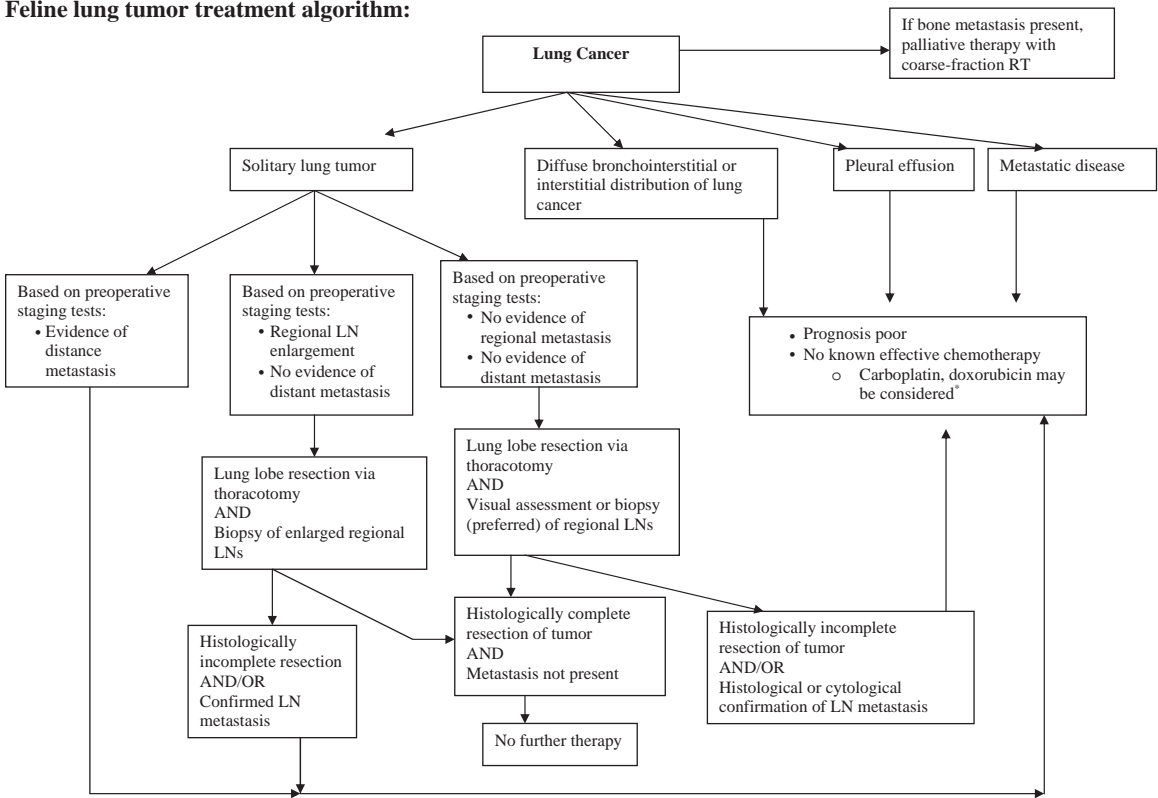 Feline lung tumor treatment algorithm:
Lung Cancer
If bone metastasis present,
palliative therapy with
coarse-fraction RT
Solitary lung tumor
Diffuse bronchointerstitial or
interstitial distribution of lung
cancer
Pleural effusion
Metastatic disease
Based on preoperative
staging tests:
• Evidence of
distance
metastasis
Based on preoperative
staging tests:
• Regional LN
enlargement
• No evidence of
distant metastasis
Based on preoperative
staging tests:
• No evidence of
regional metastasis
• No evidence of
distant metastasis
• Prognosis poor
• No known effective chemotherapy
o Carboplatin, doxorubicin may
be considered*
Lung lobe resection via
thoracotomy
AND
Biopsy of enlarged regional
LNs
Lung lobe resection via
thoracotomy
AND
Visual assessment or biopsy
(preferred) of regional LNs
Histologically
incomplete resection
AND/OR
Confirmed LN
metastasis
Histologically complete
resection of tumor
AND
Metastasis not present
Histologically incomplete
resection of tumor
AND/OR
Histological or cytological
confirmation of LN metastasis
No further therapy